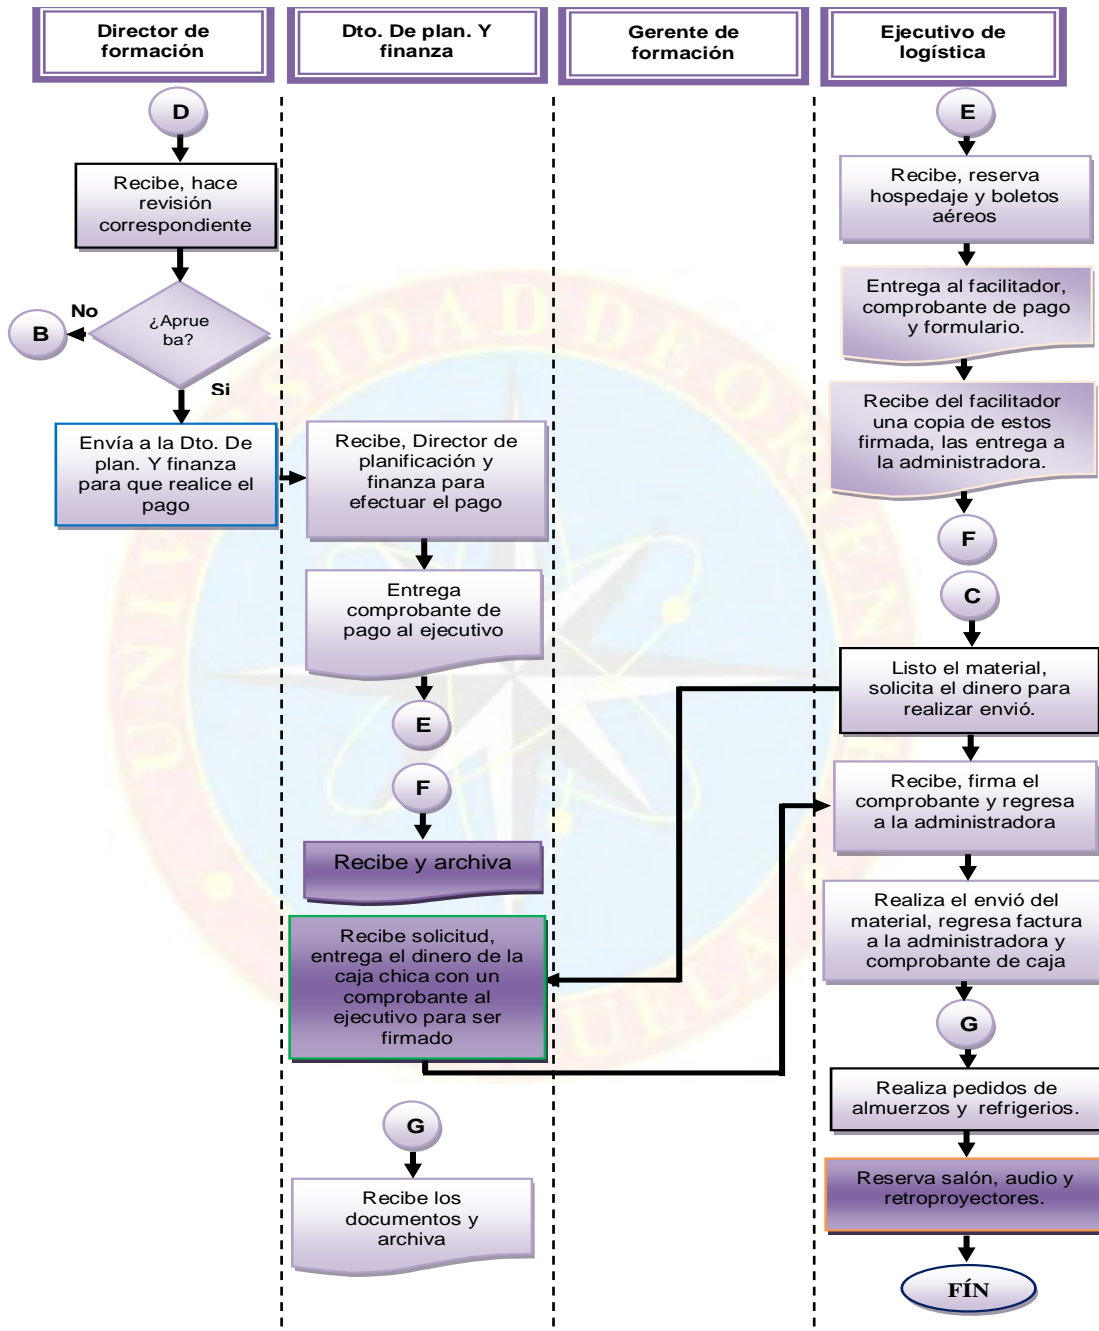 Director de
formación
Dto. De plan. Y
finanza
Gerente de
formación
Ejecutivo de
logística
D
Recibe, hace
revisión
correspondiente
¿Aprue
ba?
No
B
Si
Envía a la Dto. De
plan. Y finanza
para que realice el
pago
Recibe, Director de
planificación y
finanza para
efectuar el pago
Entrega
comprobante de
pago al ejecutivo
E
F
Recibe y archiva
Recibe solicitud,
entrega el dinero de la
caja chica con un
comprobante al
ejecutivo para ser
firmado
G
Recibe los
documentos y
archiva
E
Recibe, reserva
hospedaje y boletos
aéreos
Entrega al facilitador,
comprobante de pago
y formulario.
Recibe del facilitador
una copia de estos
firmada, las entrega a
la administradora.
F
C
Listo el material,
solicita el dinero para
realizar envió.
Recibe, firma el
comprobante y regresa
a la administradora
Realiza el envió del
material, regresa factura
a la administradora y
comprobante de caja
G
Realiza pedidos de
almuerzos y refrigerios.
Reserva salón, audio y
retroproyectores.
FÍN